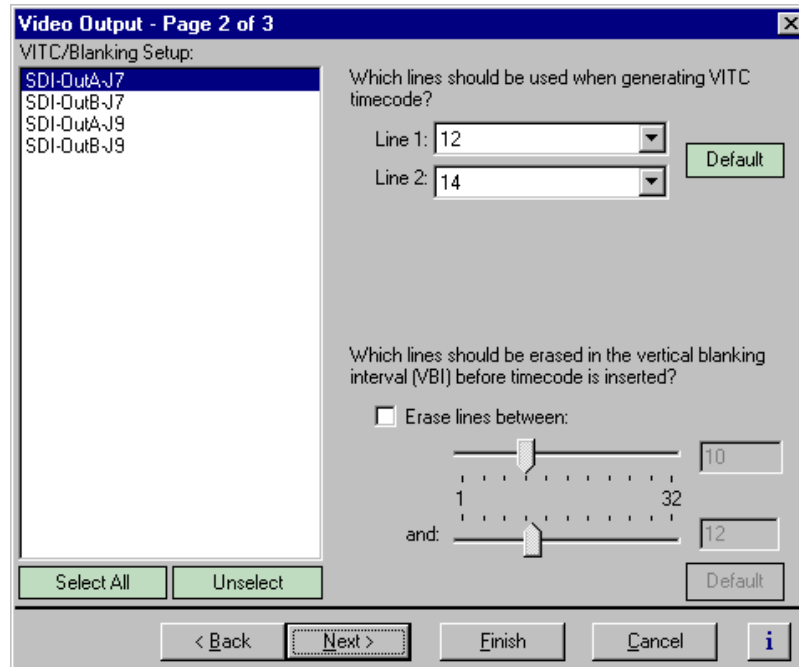 Video Output - Page 2 of 3
VITC/Blanking Setup:
SDI-OutA-J7
SDI-OutB-J7
SDI-OutA-J9
SDI-OutB-J9
Select All
Unselect
Which lines should be used when generating VITC
timecode?
Line 1: 12
Line 2: 14
Default
Which lines should be erased in the vertical blanking
interval (VBI) before timecode is inserted?
Erase lines between:
10
1 32
and: 12
Default
< Back
Next >
Finish
Cancel
i